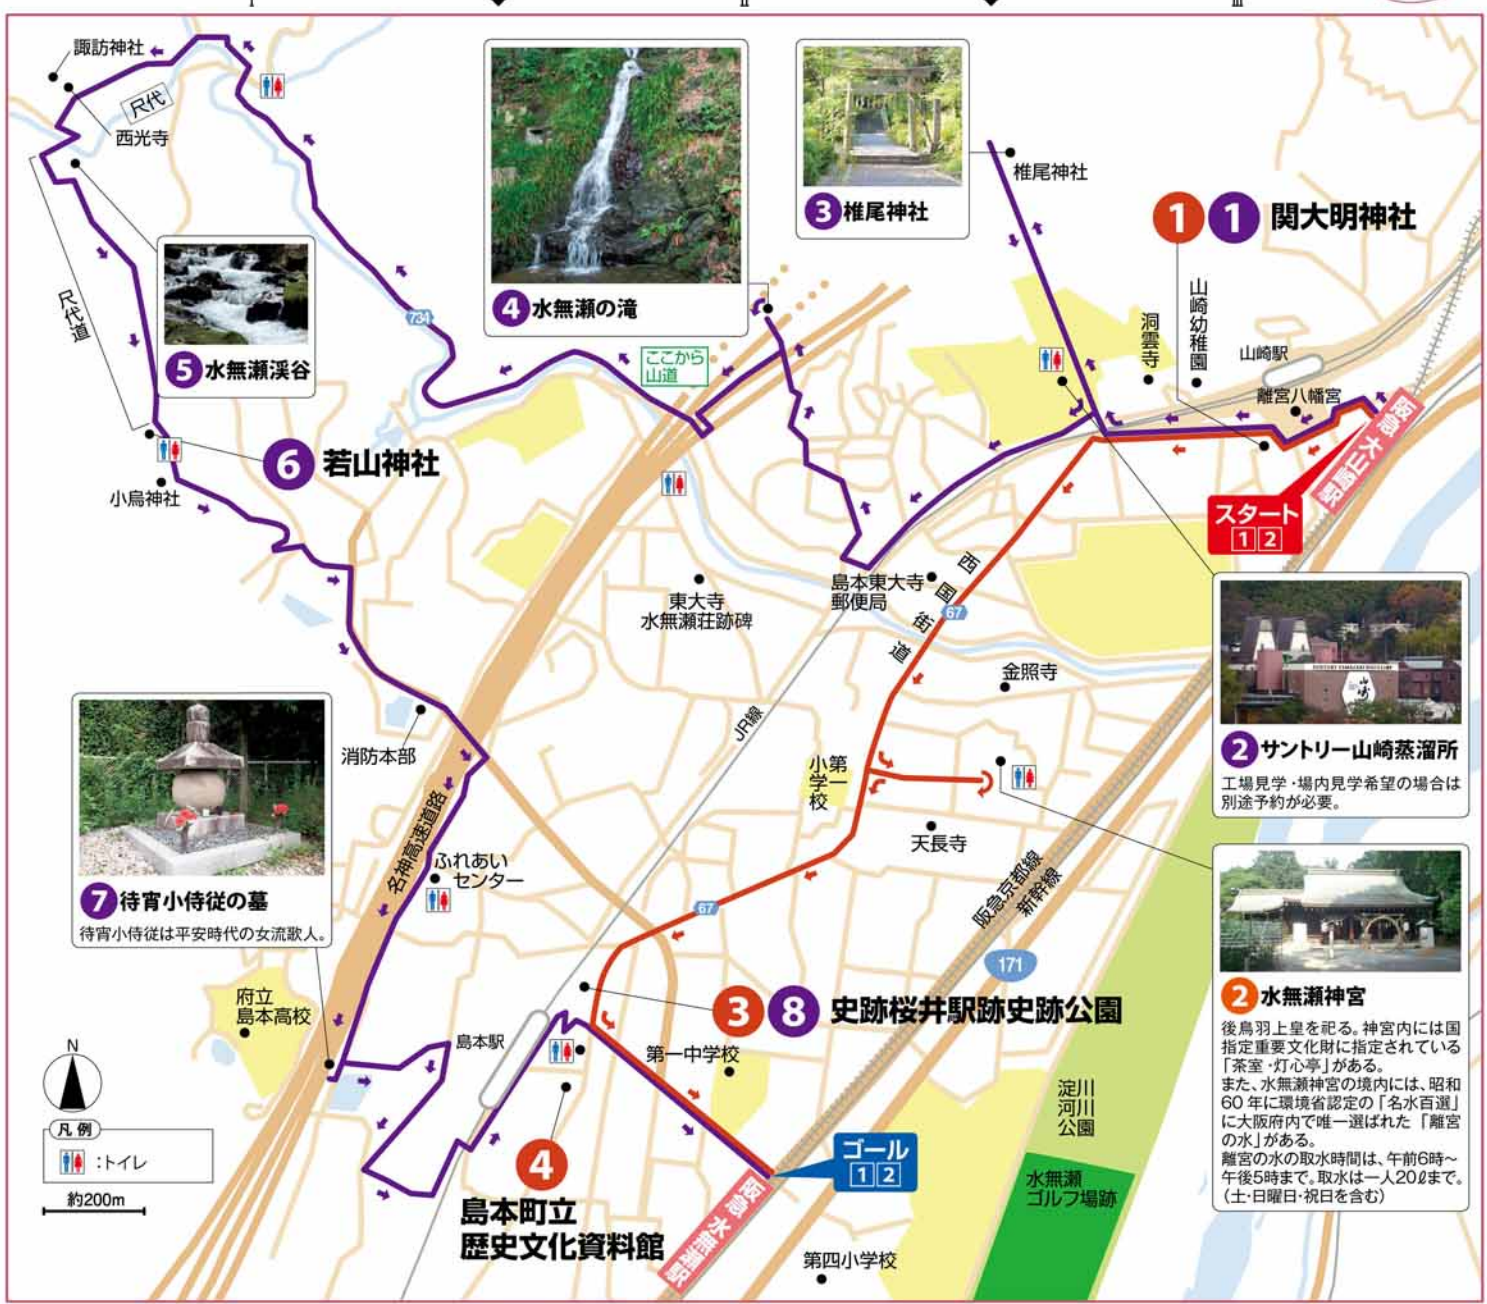 I
II
III
諏訪神社
尺代
西光寺
尺代道
5 水無瀬渓谷
734
4 水無瀬の滝
ここから
山道
3 椎尾神社
椎尾神社
1 1 関大明神社
山崎幼稚園
洞雲寺
山崎駅
離宮八幡宮
阪急 大山崎駅
スタート
1 2
6 若山神社
小烏神社
島本東大寺
郵便局
西国街道
67
東大寺
水無瀬荘跡碑
金照寺
2 サントリー山崎蒸溜所
工場見学・場内見学希望の場合は
別途予約が必要。
山崎
消防本部
JR線
第一
小学校
天長寺
名神高速道路
ふれあい
センター
7 待宵小侍従の墓
待宵小侍従は平安時代の女流歌人。
67
阪急京都線
新幹線
171
2 水無瀬神宮
後鳥羽上皇を祀る。神宮内には国
指定重要文化財に指定されている
「茶室・灯心亭」がある。
また、水無瀬神宮の境内には、昭和
60年に環境省認定の「名水百選」
に大阪府内で唯一選ばれた「離宮
の水」がある。
離宮の水の取水時間は、午前6時～
午後5時まで。取水は一人20ℓまで。
（土・日曜日・祝日を含む）
府立
島本高校
3 8 史跡桜井駅跡史跡公園
島本駅
第一中学校
淀川
河川
公園
N
凡例
:トイレ
約200m
4
島本町立
歴史文化資料館
ゴール
1 2
阪急 水無瀬駅
水無瀬
ゴルフ場跡
第四小学校